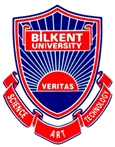 BILKENT
UNIVERSITY
VERITAS
SCIENCE
ART
TECHNOLOGY